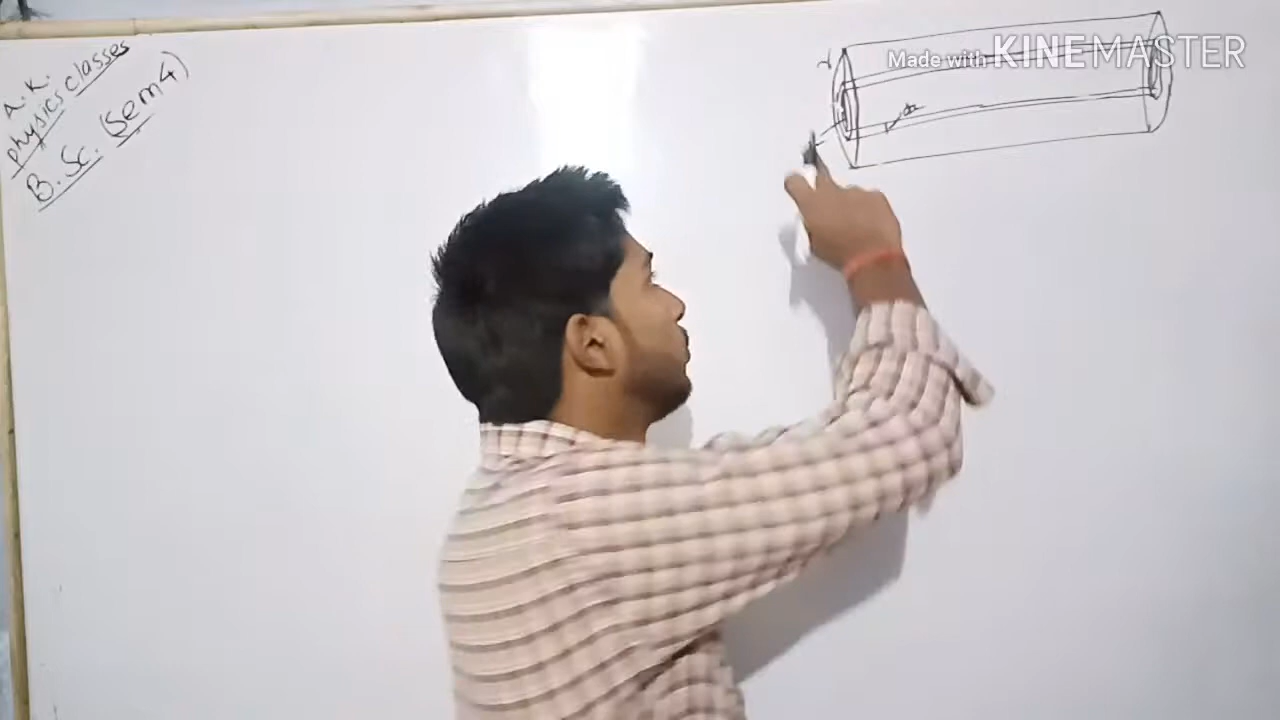 A.K.
physics classes
B.Sc. (Sem 4)
Made with KINEMASTER